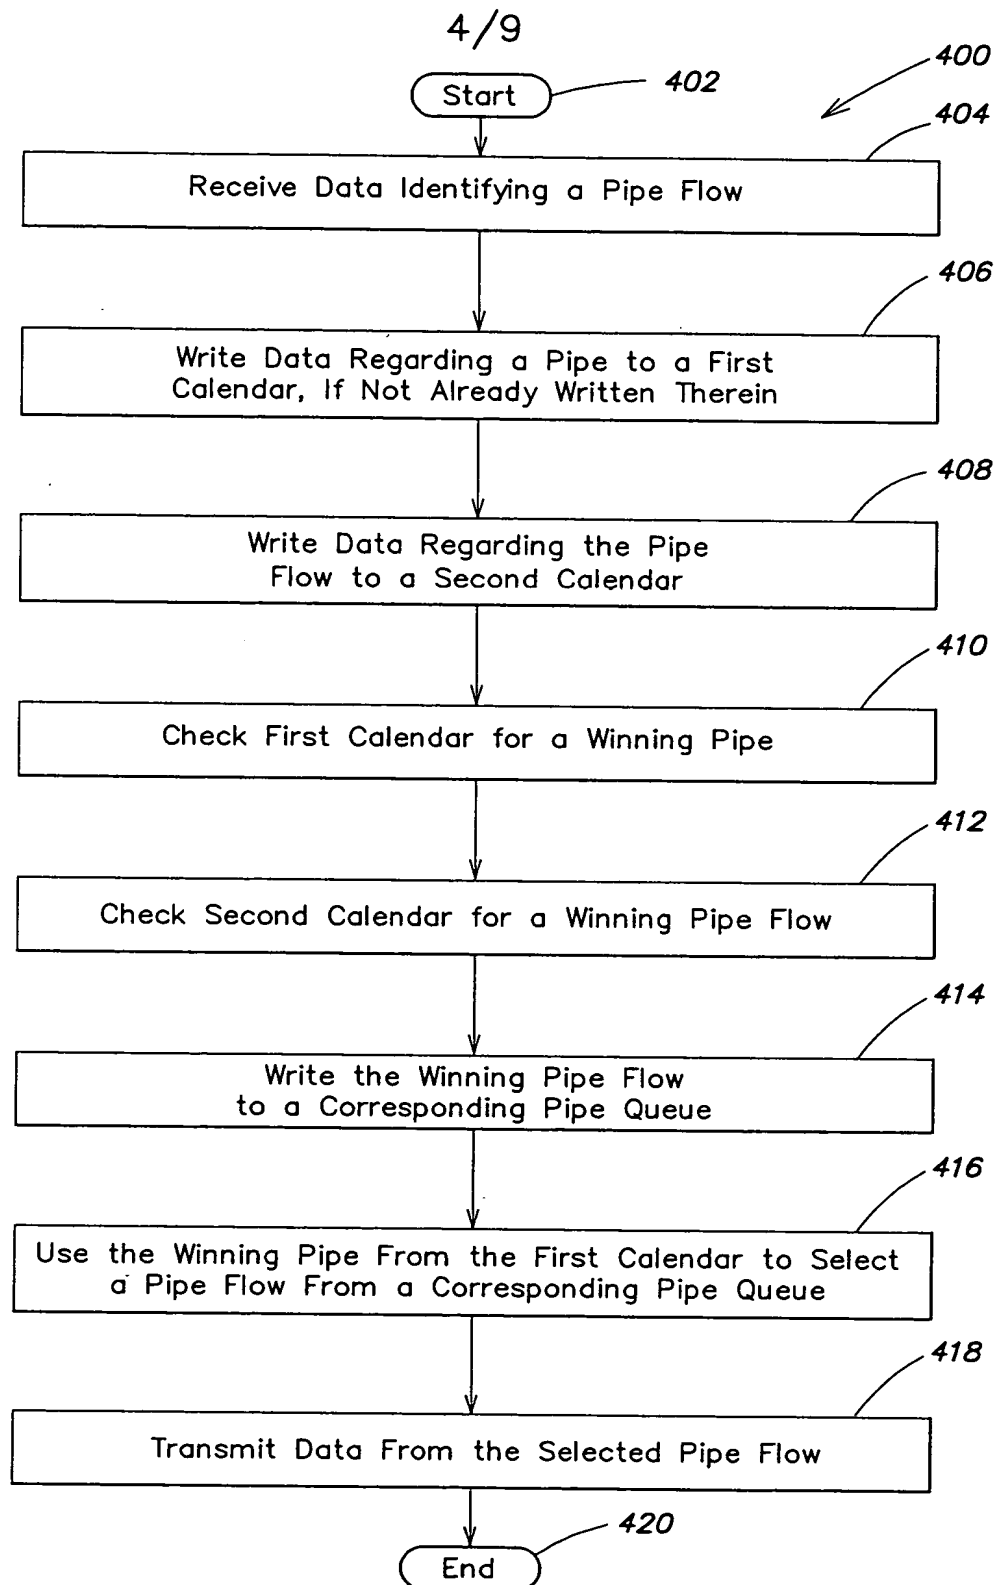 4/9
400
Start
402
404
Receive Data Identifying a Pipe Flow
406
Write Data Regarding a Pipe to a First
Calendar, If Not Already Written Therein
408
Write Data Regarding the Pipe
Flow to a Second Calendar
410
Check First Calendar for a Winning Pipe
412
Check Second Calendar for a Winning Pipe Flow
414
Write the Winning Pipe Flow
to a Corresponding Pipe Queue
416
Use the Winning Pipe From the First Calendar to Select
a Pipe Flow From a Corresponding Pipe Queue
418
Transmit Data From the Selected Pipe Flow
420
End